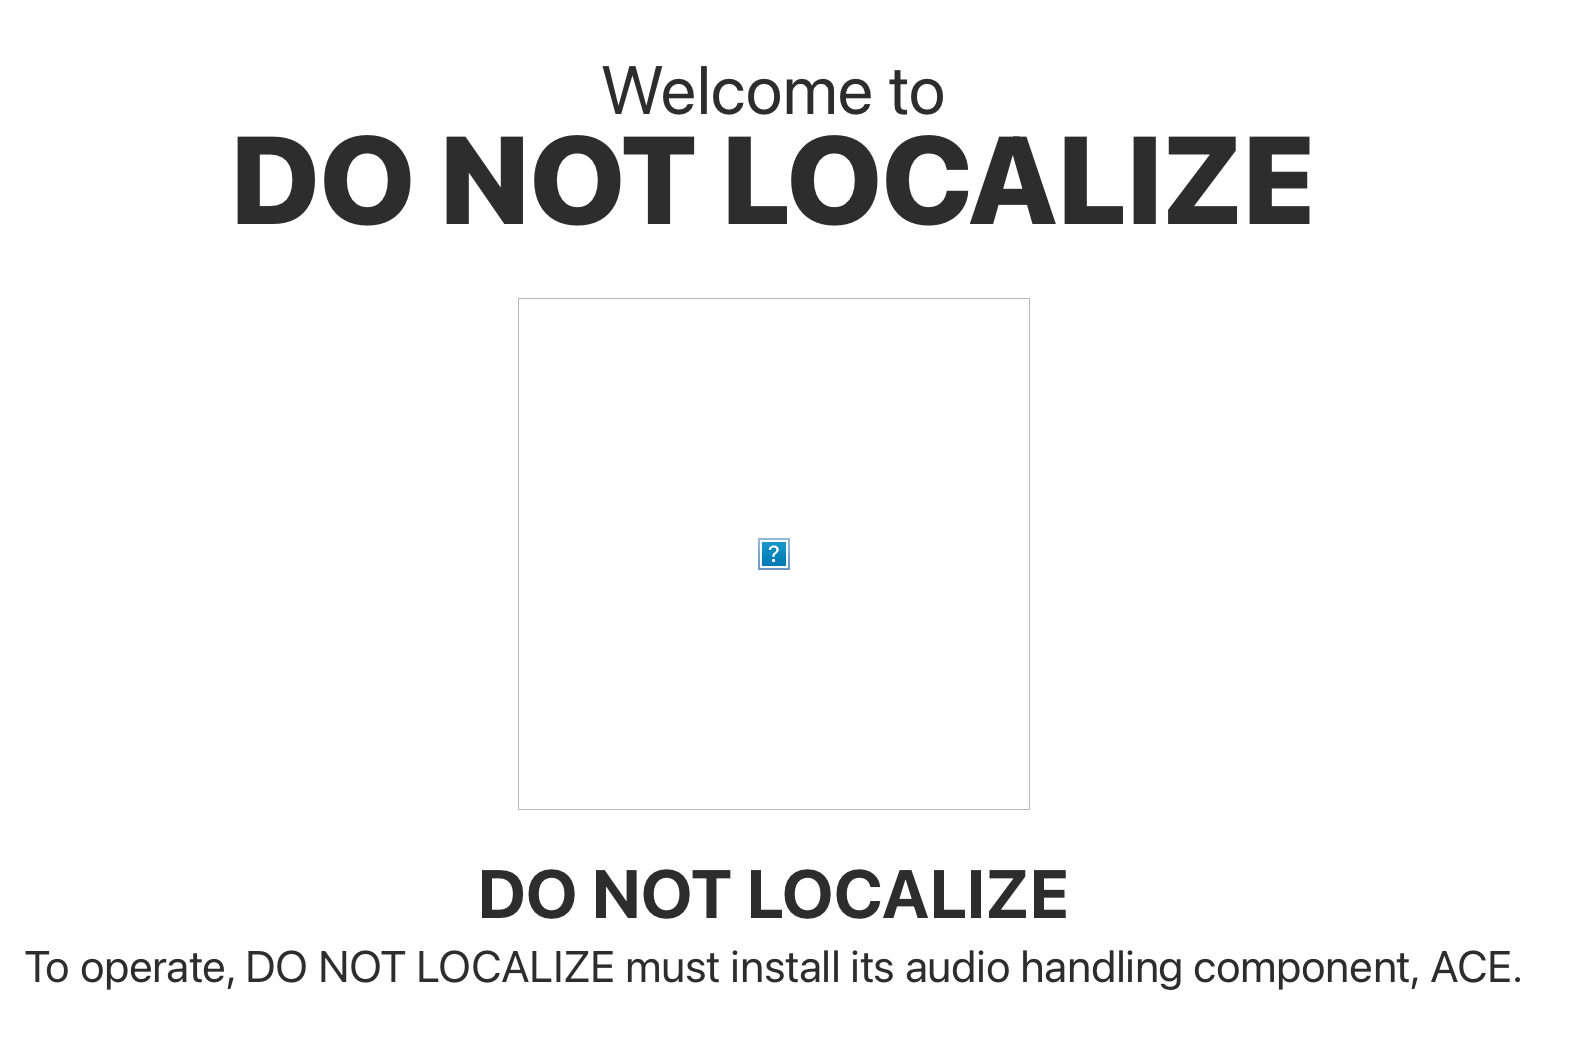 Welcome to
DO NOT LOCALIZE
?
DO NOT LOCALIZE
To operate, DO NOT LOCALIZE must install its audio handling component, ACE.